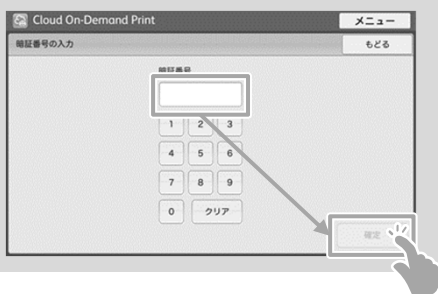 Cloud On-Demand Print
メニュー
暗証番号の入力
もどる
暗証番号
1 2 3
4 5 6
7 8 9
0 クリア
確定